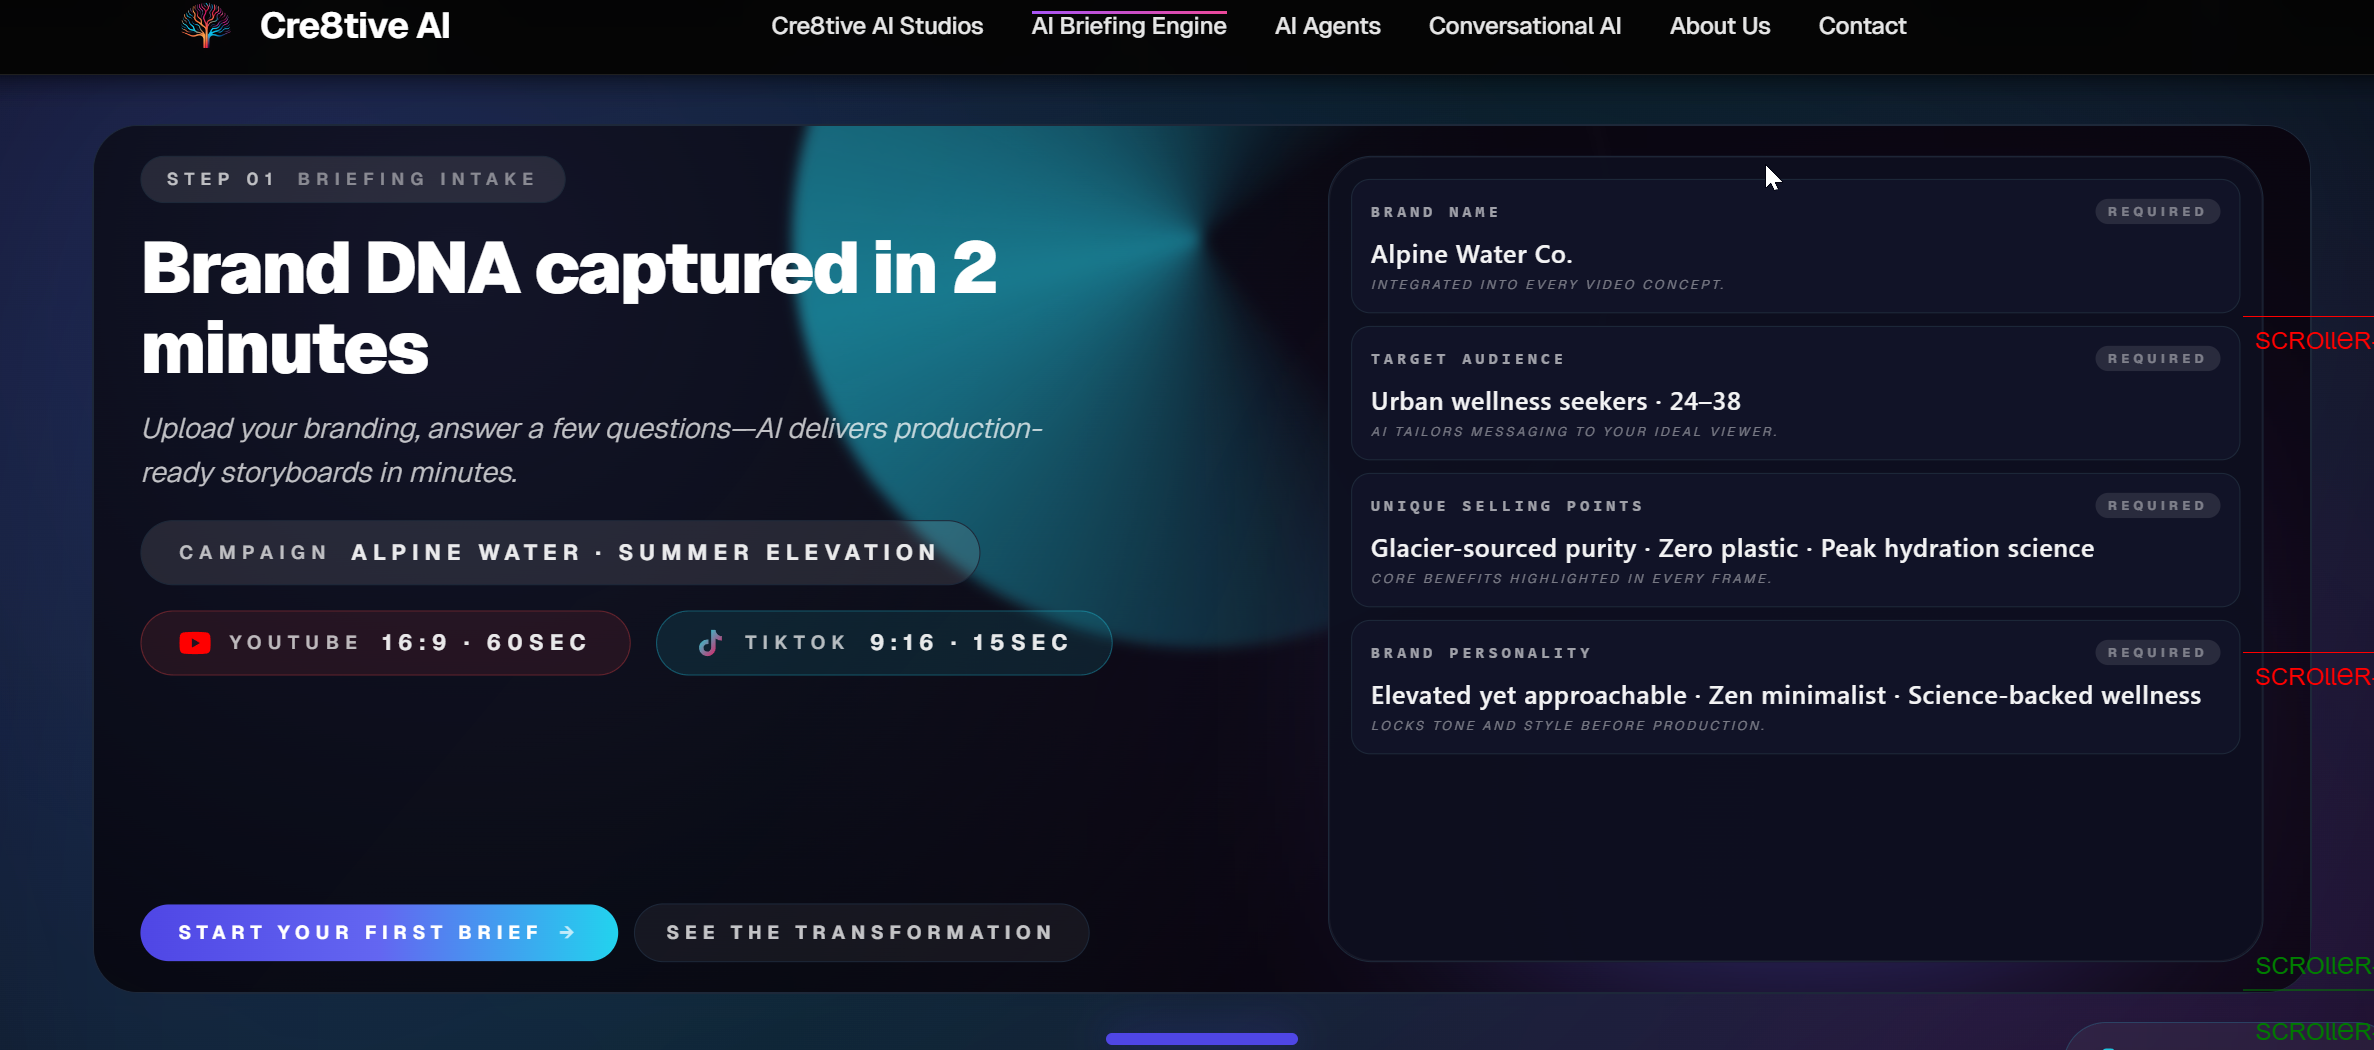 Cre8tive AI
Cre8tive AI Studios
AI Briefing Engine
AI Agents
Conversational AI
About Us
Contact
STEP 01 BRIEFING INTAKE
Brand DNA captured in 2
minutes
Upload your branding, answer a few questions—AI delivers production-
ready storyboards in minutes.
CAMPAIGN ALPINE WATER · SUMMER ELEVATION
YOUTUBE 16:9 · 60SEC
TIKTOK 9:16 · 15SEC
START YOUR FIRST BRIEF →
SEE THE TRANSFORMATION
BRAND NAME
REQUIRED
Alpine Water Co.
INTEGRATED INTO EVERY VIDEO CONCEPT.
TARGET AUDIENCE
REQUIRED
Urban wellness seekers · 24–38
AI TAILORS MESSAGING TO YOUR IDEAL VIEWER.
UNIQUE SELLING POINTS
REQUIRED
Glacier-sourced purity · Zero plastic · Peak hydration science
CORE BENEFITS HIGHLIGHTED IN EVERY FRAME.
BRAND PERSONALITY
REQUIRED
Elevated yet approachable · Zen minimalist · Science-backed wellness
LOCKS TONE AND STYLE BEFORE PRODUCTION.
scroller-
scroller-
scroller-
scroller-